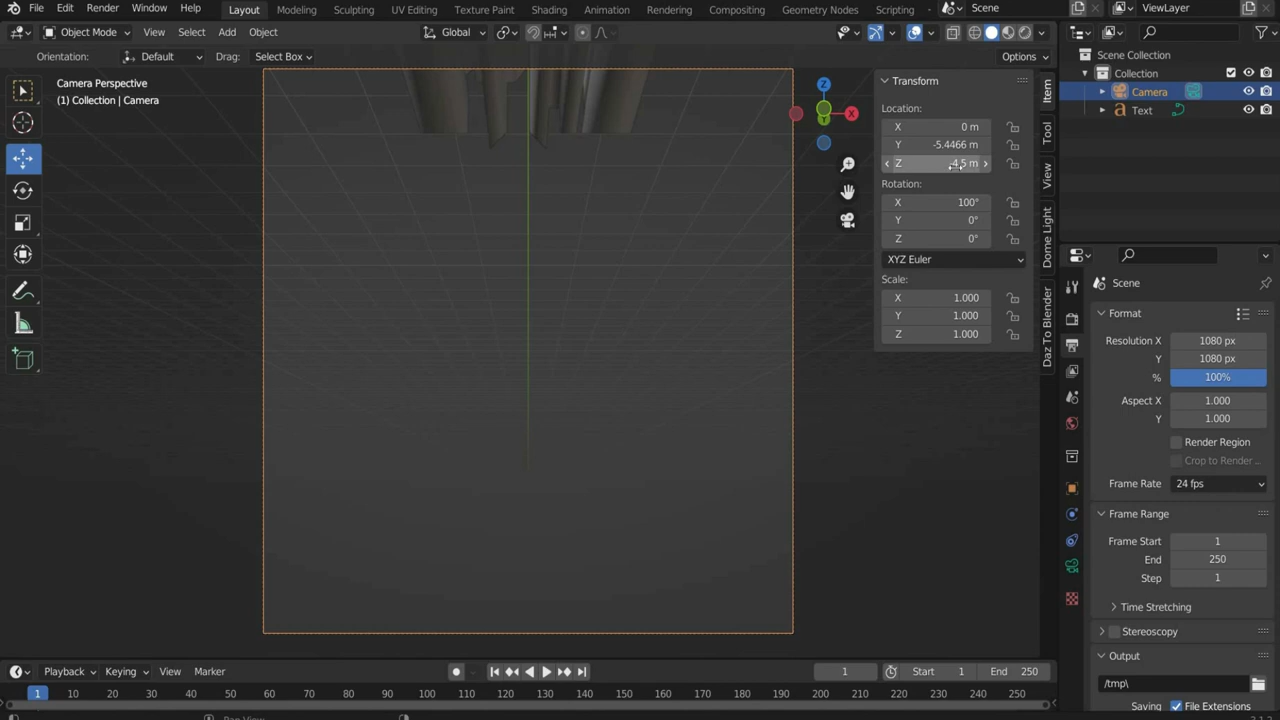 File Edit Render Window Help Layout Modeling Sculpting UV Editing Texture Paint Shading Animation Rendering Compositing Geometry Nodes Scripting Scene ViewLayer
Object Mode View Select Add Object Global
Orientation: Default Drag: Select Box Options
Camera Perspective
(1) Collection | Camera
Z
X
Y
Transform
Location:
X 0 m
Y -5.4466 m
Z -4.5 m
Rotation:
X 100°
Y 0°
Z 0°
XYZ Euler
Scale:
X 1.000
Y 1.000
Z 1.000
Item
Tool
View
Dome Light
Daz To Blender
Scene Collection
Collection
Camera
Text
Scene
Format
Resolution X 1080 px
Y 1080 px
% 100%
Aspect X 1.000
Y 1.000
Render Region
Crop to Render ...
Frame Rate 24 fps
Frame Range
Frame Start 1
End 250
Step 1
Time Stretching
Stereoscopy
Output
/tmp\
Saving File Extensions
Playback Keying View Marker 1 Start 1 End 250
1 10 20 30 40 50 60 70 80 90 100 110 120 130 140 150 160 170 180 190 200 210 220 230 240 250